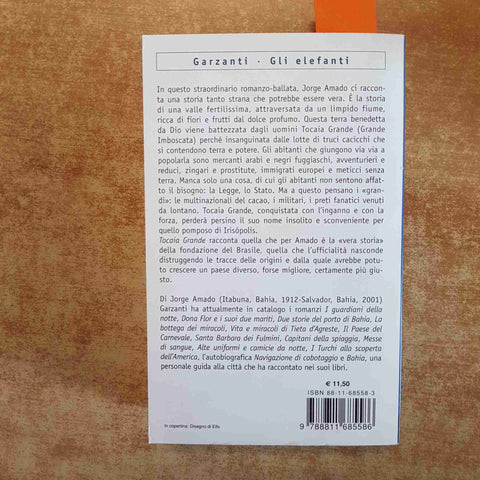 Garzanti · Gli elefanti
In questo straordinario romanzo-ballata, Jorge Amado ci raccon-
ta una storia tanto strana che potrebbe essere vera. È la storia
di una valle fertilissima, attraversata da un limpido fiume,
ricca di fiori e frutti dal dolce profumo. Questa terra benedetta
da Dio viene battezzata dagli uomini Tocaia Grande (Grande
Imboscata) perché insanguinata dalle lotte di truci cacicchi che
si contendono terra e potere. Gli abitanti che giungono via via a
popolarla sono mercanti arabi e negri fuggiaschi, avventurieri e
reduci, zingari e prostitute, immigrati europei e meticci senza
terra. Manca solo una cosa, di cui gli abitanti non sentono affat-
to il bisogno: la Legge, lo Stato. Ma a questo pensano i «gran-
di»: le multinazionali del cacao, i militari, i preti fanatici venuti
da lontano. Tocaia Grande, conquistata con l'inganno e con la
forza, perderà persino il suo nome insolito e sconveniente per
quello pomposo di Irisópolis.
Tocaia Grande racconta quella che per Amado è la «vera storia»
della fondazione del Brasile, quella che l'ufficialità nasconde
distruggendo le tracce delle origini e dalla quale avrebbe potu-
to crescere un paese diverso, forse migliore, certamente più giu-
sto.
Di Jorge Amado (Itabuna, Bahia, 1912-Salvador, Bahia, 2001)
Garzanti ha attualmente in catalogo i romanzi I guardiani della
notte, Dona Flor e i suoi due mariti, Due storie del porto di Bahia, La
bottega dei miracoli, Vita e miracoli di Tieta d'Agreste, Il Paese del
Carnevale, Santa Barbara dei Fulmini, Capitani della spiaggia, Messe
di sangue, Alte uniformi e camicie da notte, I Turchi alla scoperta
dell'America, l'autobiografica Navigazione di cabotaggio e Bahia, una
personale guida alla città che ha raccontato nei suoi libri.
€ 11,50
ISBN 88-11-68558-3
9 788811 685586
In copertina: Disegno di Elfo